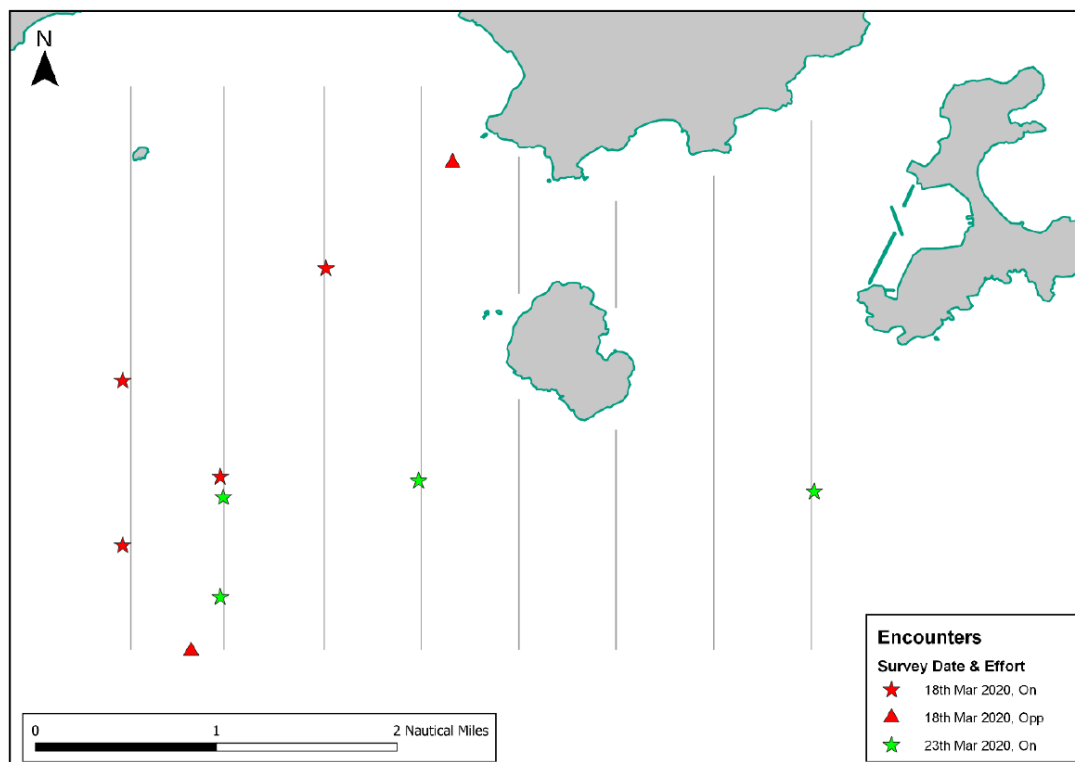 N
Encounters
Survey Date & Effort
18th Mar 2020, On
18th Mar 2020, Opp
23th Mar 2020, On
0 1 2 Nautical Miles